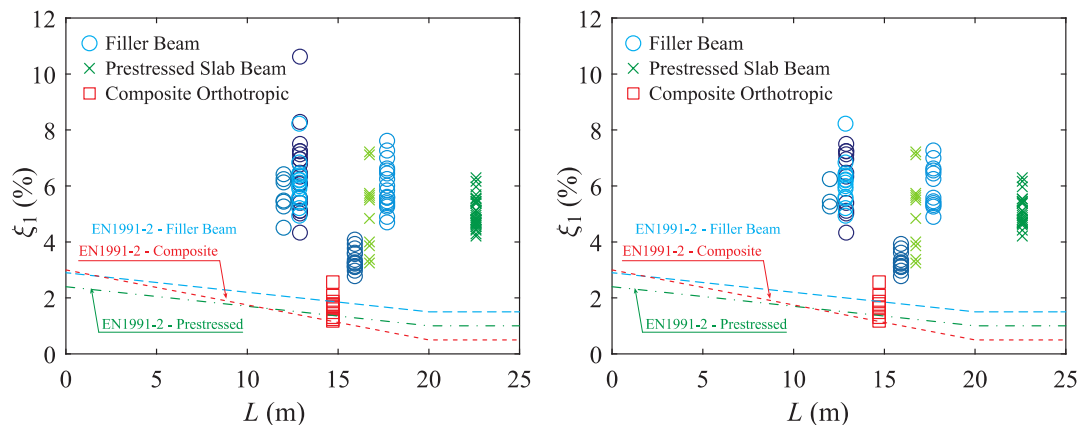 12
10
8
6
4
2
0
ξ1 (%)
Filler Beam
Prestressed Slab Beam
Composite Orthotropic
EN1991-2 - Filler Beam
EN1991-2 - Composite
EN1991-2 - Prestressed
0 5 10 15 20 25
L (m)
12
10
8
6
4
2
0
ξ1 (%)
Filler Beam
Prestressed Slab Beam
Composite Orthotropic
EN1991-2 - Filler Beam
EN1991-2 - Composite
EN1991-2 - Prestressed
0 5 10 15 20 25
L (m)